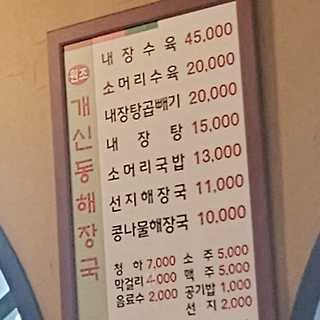 원조
개신동해장국
내장수육 45,000
소머리수육 20,000
내장탕곱빼기 20,000
내장탕 15,000
소머리국밥 13,000
선지해장국 11,000
콩나물해장국 10,000
청하 7,000 소주 5,000
막걸리 4,000 맥주 5,000
음료수 2,000 공기밥 1,000
선지 2,000